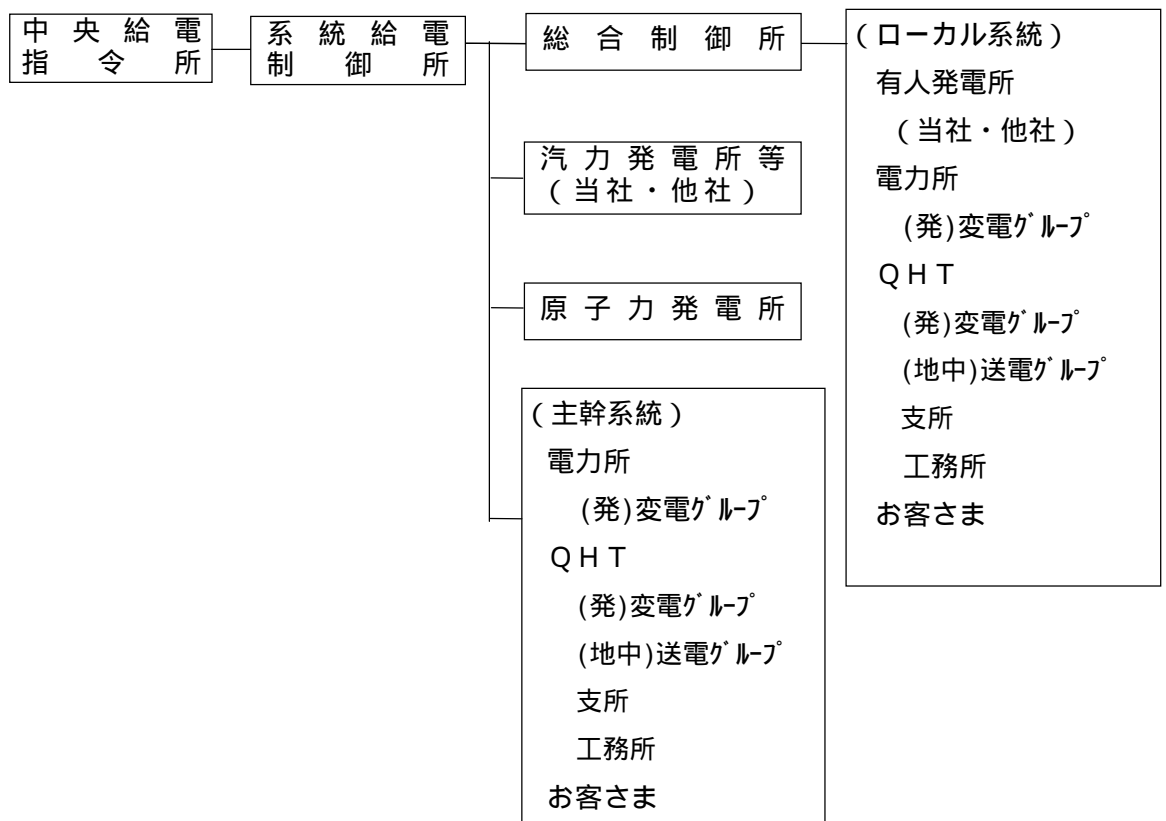 中央給電
指令所
系統給電
制御所
総合制御所
汽力発電所等
(当社・他社)
原子力発電所
(主幹系統)
電力所
(発)変電ｸﾞﾙｰﾌﾟ
ＱＨＴ
(発)変電ｸﾞﾙｰﾌﾟ
(地中)送電ｸﾞﾙｰﾌﾟ
支所
工務所
お客さま
(ローカル系統)
有人発電所
(当社・他社)
電力所
(発)変電ｸﾞﾙｰﾌﾟ
ＱＨＴ
(発)変電ｸﾞﾙｰﾌﾟ
(地中)送電ｸﾞﾙｰﾌﾟ
支所
工務所
お客さま